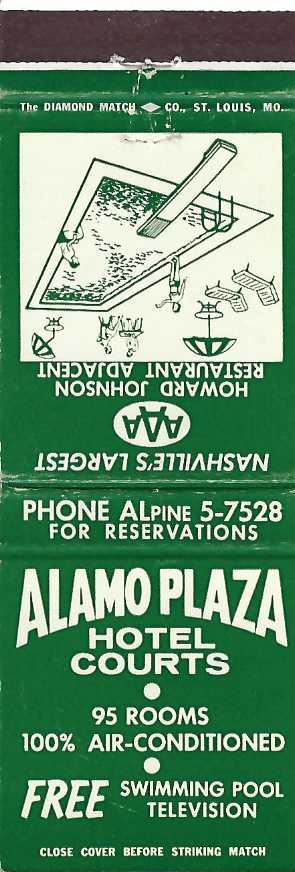 The DIAMOND MATCH CO., ST. LOUIS, MO.
NASHVILLE'S LARGEST
AAA
HOWARD JOHNSON
RESTAURANT ADJACENT
PHONE ALPINE 5-7528
FOR RESERVATIONS
ALAMO PLAZA
HOTEL
COURTS
95 ROOMS
100% AIR-CONDITIONED
FREE SWIMMING POOL
TELEVISION
CLOSE COVER BEFORE STRIKING MATCH